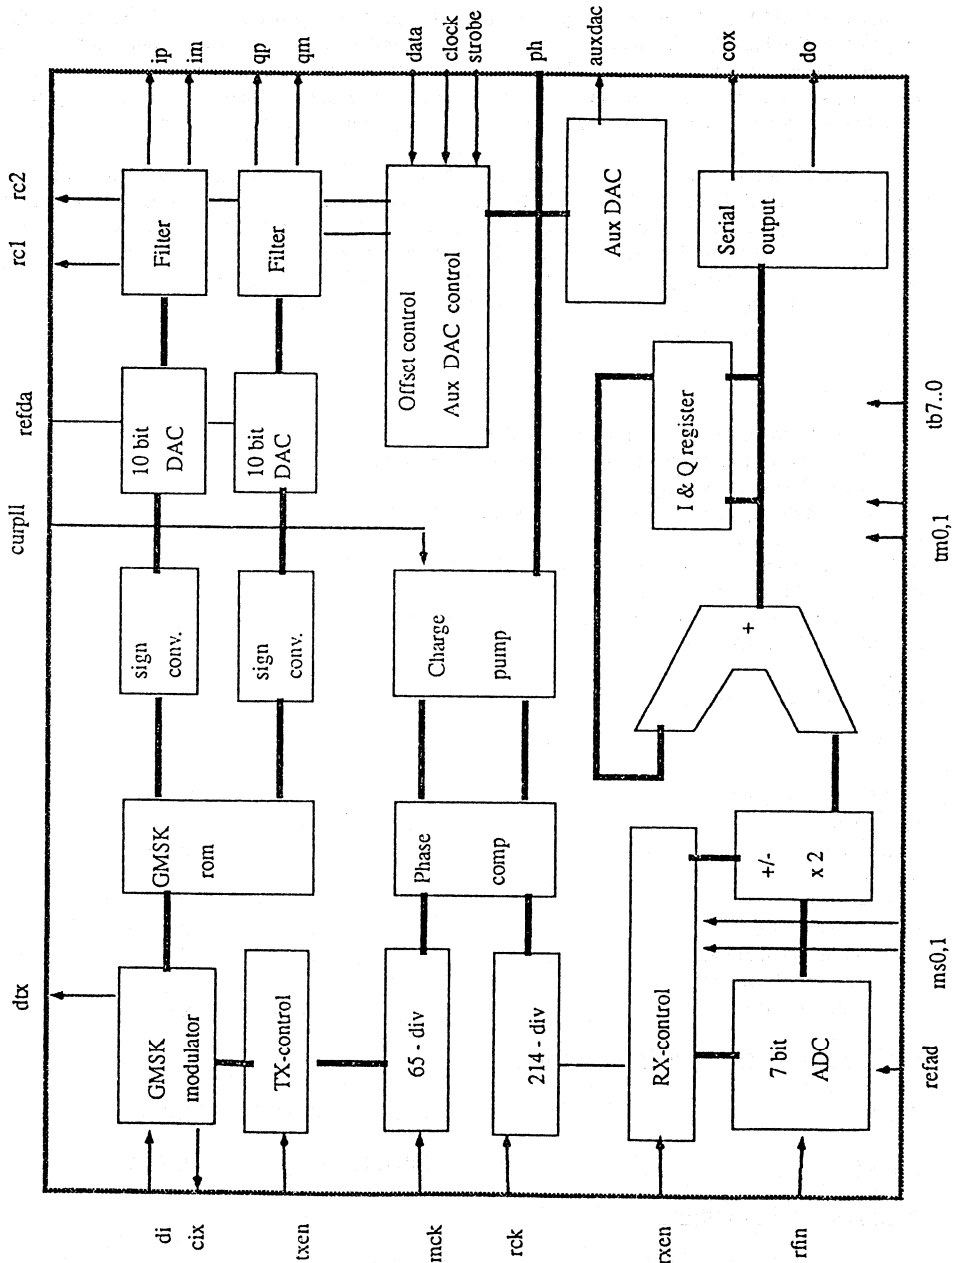 rc1
rc2
refda
curpll
dtx
ip
im
qp
qm
data
clock
strobe
ph
auxdac
cox
do
Filter
Filter
Offset control
Aux DAC control
Aux DAC
Serial
output
10 bit
DAC
10 bit
DAC
I & Q register
sign
conv.
sign
conv.
Charge
pump
+
GMSK
rom
Phase
comp
+/-
x 2
GMSK
modulator
TX-control
65 - div
214 - div
RX-control
7 bit
ADC
di
cix
txen
mck
rck
rxen
rfin
tb7..0
tm0,1
ms0,1
refad